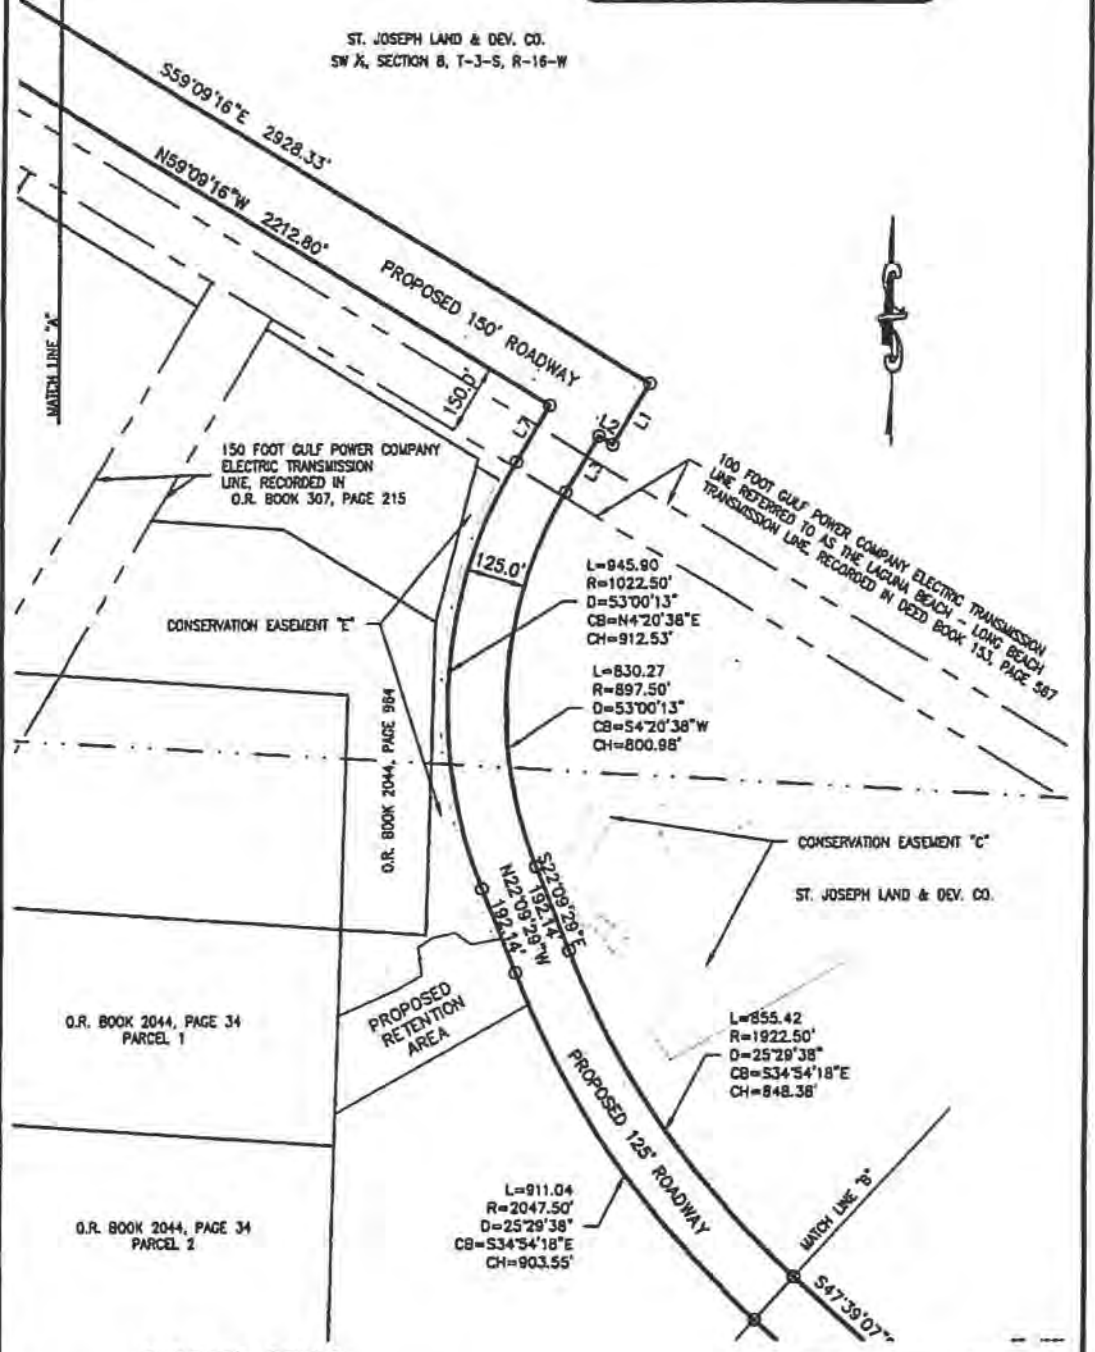 ST. JOSEPH LAND & DEV. CO.
SW ¼, SECTION 8, T-3-S, R-16-W
S59°09'16"E 2928.33'
N59°09'16"W 2212.80'
PROPOSED 150' ROADWAY
MATCH LINE "A"
150.0'
L7
L2
L1
L3
150 FOOT GULF POWER COMPANY
ELECTRIC TRANSMISSION
LINE, RECORDED IN
O.R. BOOK 307, PAGE 215
100 FOOT GULF POWER COMPANY ELECTRIC TRANSMISSION
LINE REFERRED TO AS THE LAGUNA BEACH - LONG BEACH
TRANSMISSION LINE, RECORDED IN DEED BOOK 153, PAGE 567
125.0'
L=945.90
R=1022.50'
D=53°00'13"
CB=N4°20'38"E
CH=912.53'
CONSERVATION EASEMENT "E"
L=830.27
R=897.50'
D=53°00'13"
CB=S4°20'38"W
CH=800.98'
O.R. BOOK 2044, PAGE 984
CONSERVATION EASEMENT "C"
ST. JOSEPH LAND & DEV. CO.
S22°09'29"E
192.14'
N22°09'29"W
192.14'
PROPOSED
RETENTION
AREA
O.R. BOOK 2044, PAGE 34
PARCEL 1
L=855.42
R=1922.50'
D=25°29'38"
CB=S34°54'18"E
CH=848.38'
PROPOSED 125' ROADWAY
L=911.04
R=2047.50'
D=25°29'38"
CB=S34°54'18"E
CH=903.55'
MATCH LINE "B"
O.R. BOOK 2044, PAGE 34
PARCEL 2
S47°39'07"